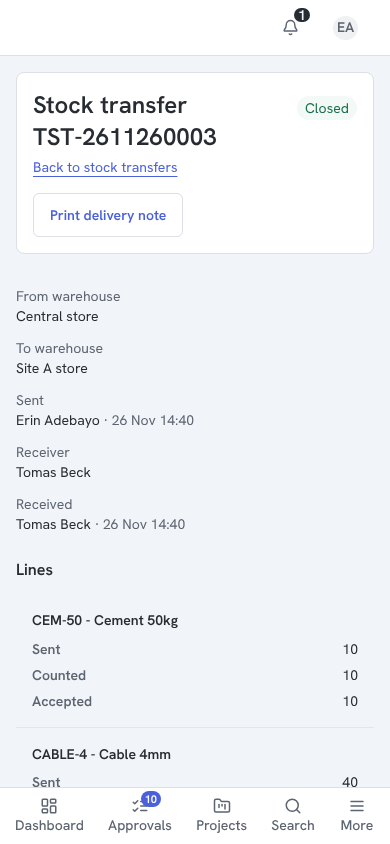 1
EA
Stock transfer
TST-2611260003
Closed
Back to stock transfers
Print delivery note
From warehouse
Central store
To warehouse
Site A store
Sent
Erin Adebayo · 26 Nov 14:40
Receiver
Tomas Beck
Received
Tomas Beck · 26 Nov 14:40
Lines
CEM-50 - Cement 50kg
Sent 10
Counted 10
Accepted 10
CABLE-4 - Cable 4mm
Sent 40
10
Dashboard Approvals Projects Search More